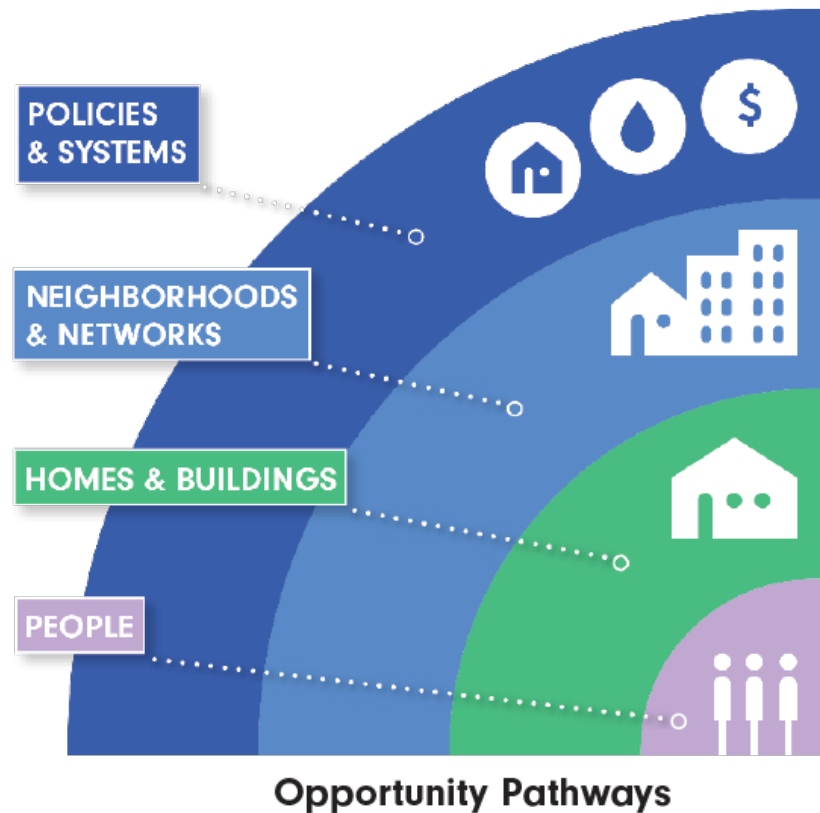 $
POLICIES
& SYSTEMS
NEIGHBORHOODS
& NETWORKS
HOMES & BUILDINGS
PEOPLE
Opportunity Pathways